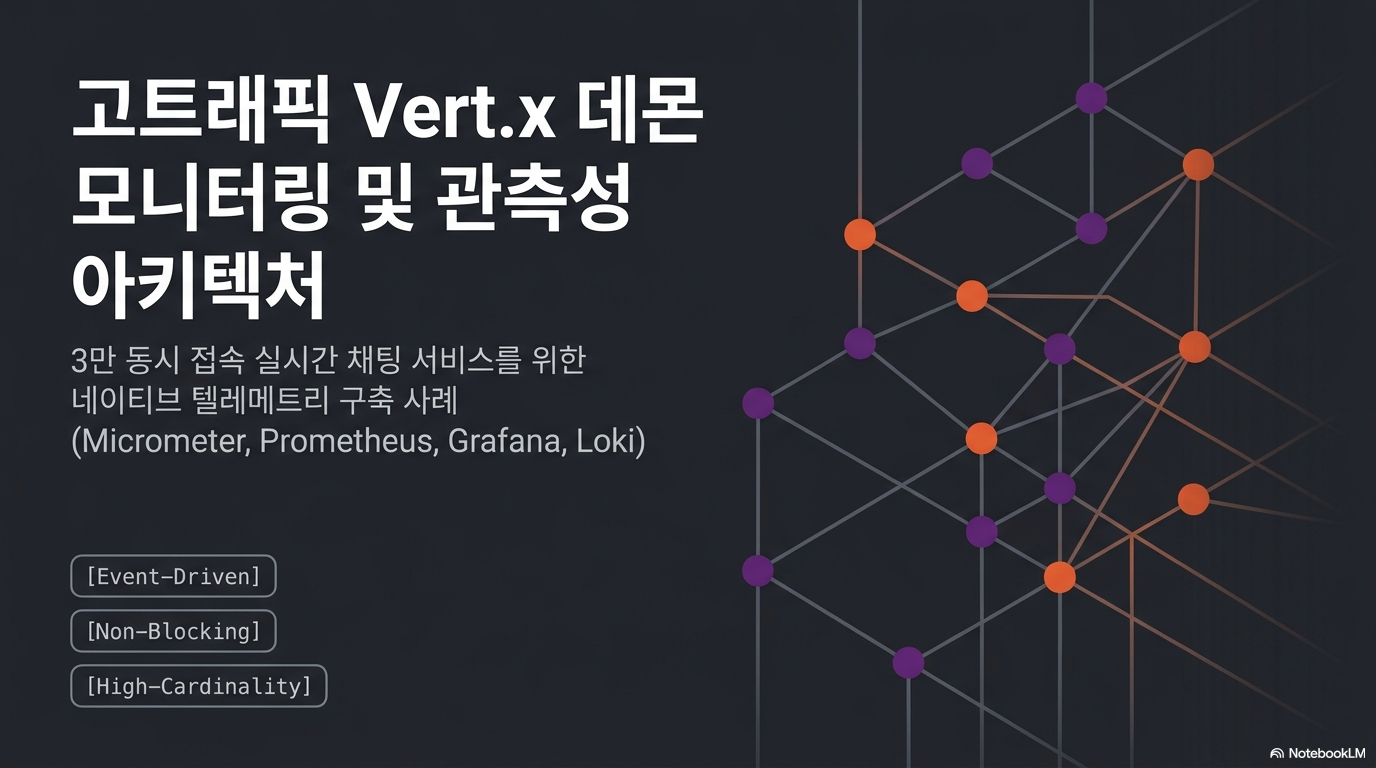 고트래픽 Vert.x 데몬
모니터링 및 관측성
아키텍처
3만 동시 접속 실시간 채팅 서비스를 위한
네이티브 텔레메트리 구축 사례
(Micrometer, Prometheus, Grafana, Loki)
[Event-Driven]
[Non-Blocking]
[High-Cardinality]
NotebookLM